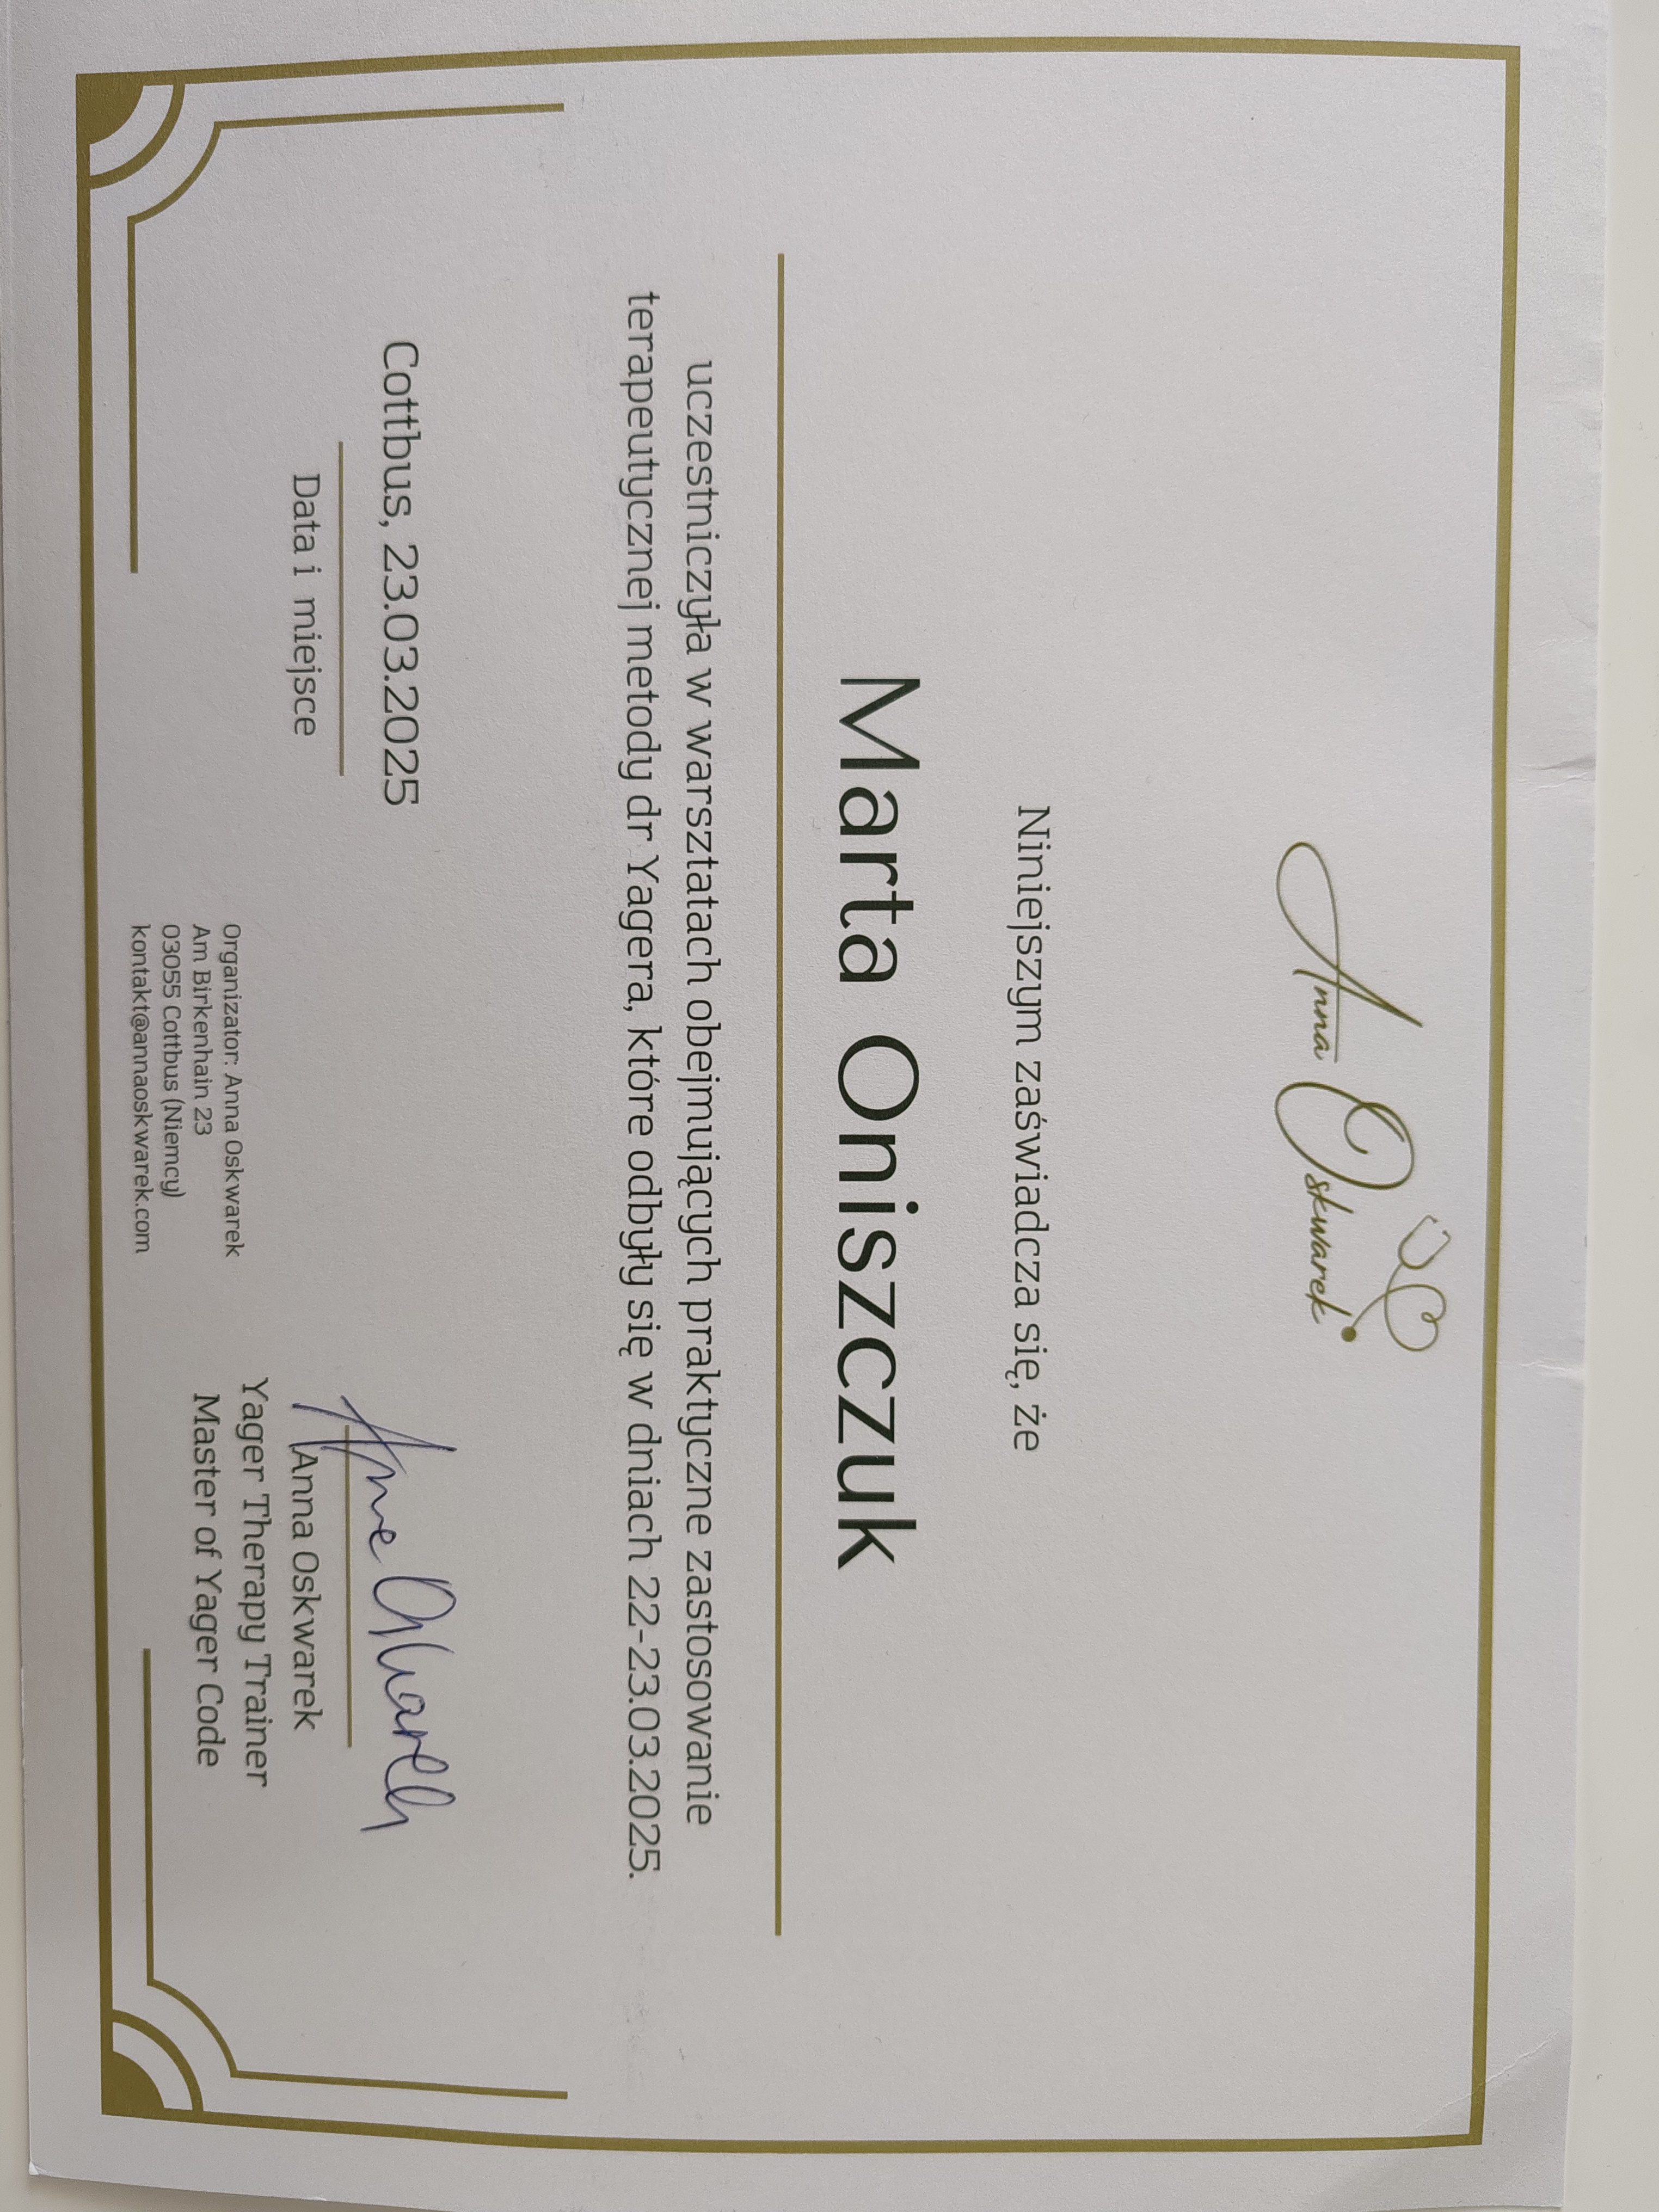 Anna Oskwarek
Niniejszym zaświadcza się, że
Marta Oniszczuk
uczestniczyła w warsztatach obejmujących praktyczne zastosowanie
terapeutycznej metody dr Yagera, które odbyły się w dniach 22-23.03.2025.
Cottbus, 23.03.2025
Data i miejsce
Organizator: Anna Oskwarek
Am Birkenhain 23
03055 Cottbus (Niemcy)
kontakt@annaoskwarek.com
Anna Oskwarek
Anna Oskwarek
Yager Therapy Trainer
Master of Yager Code